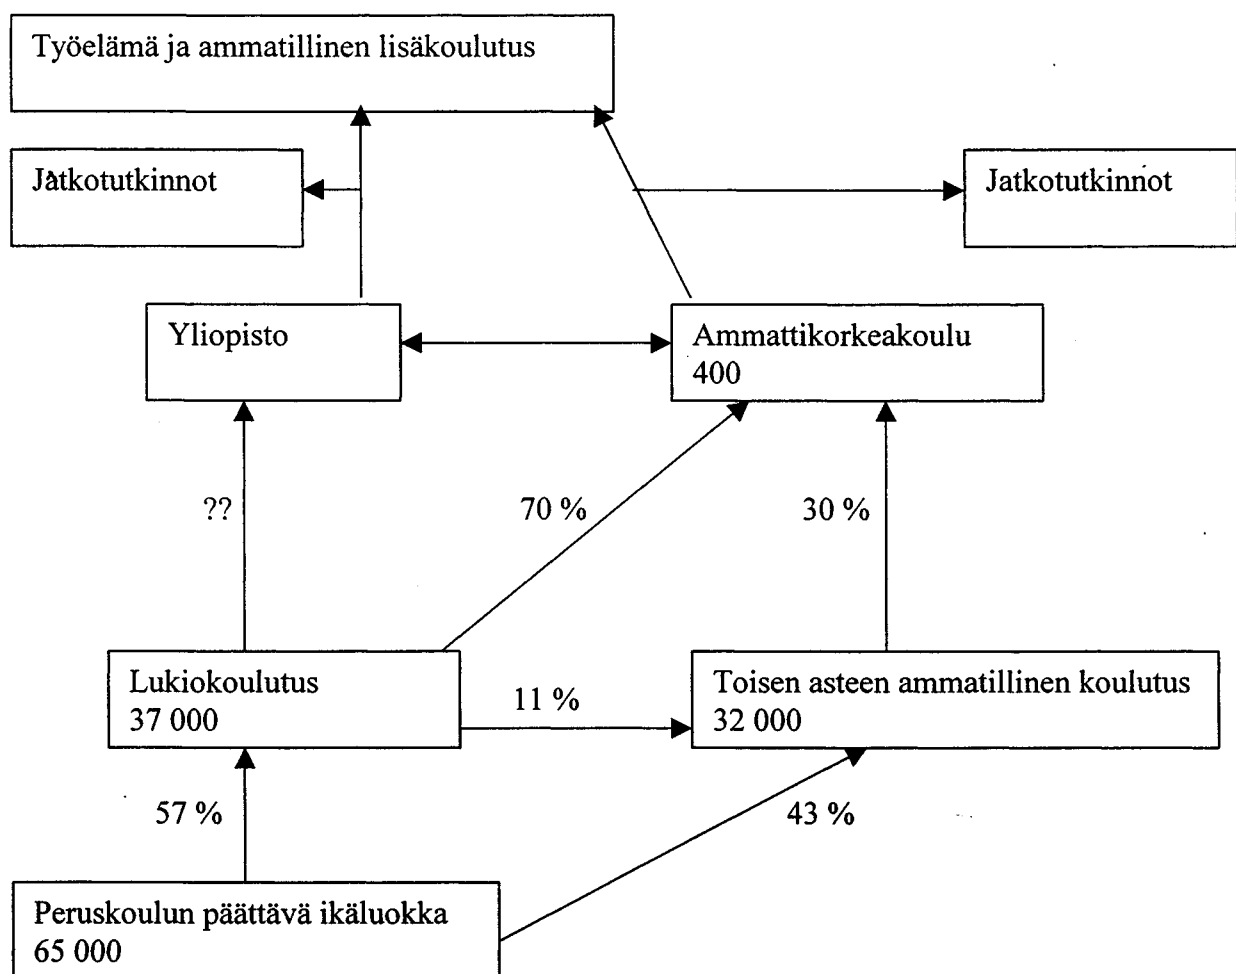 Työelämä ja ammatillinen lisäkoulutus
Jatkotutkinnot
Jatkotutkinnot
Yliopisto
Ammattikorkeakoulu
400
??
70 %
30 %
Lukiokoulutus
37 000
11 %
Toisen asteen ammatillinen koulutus
32 000
57 %
43 %
Peruskoulun päättävä ikäluokka
65 000